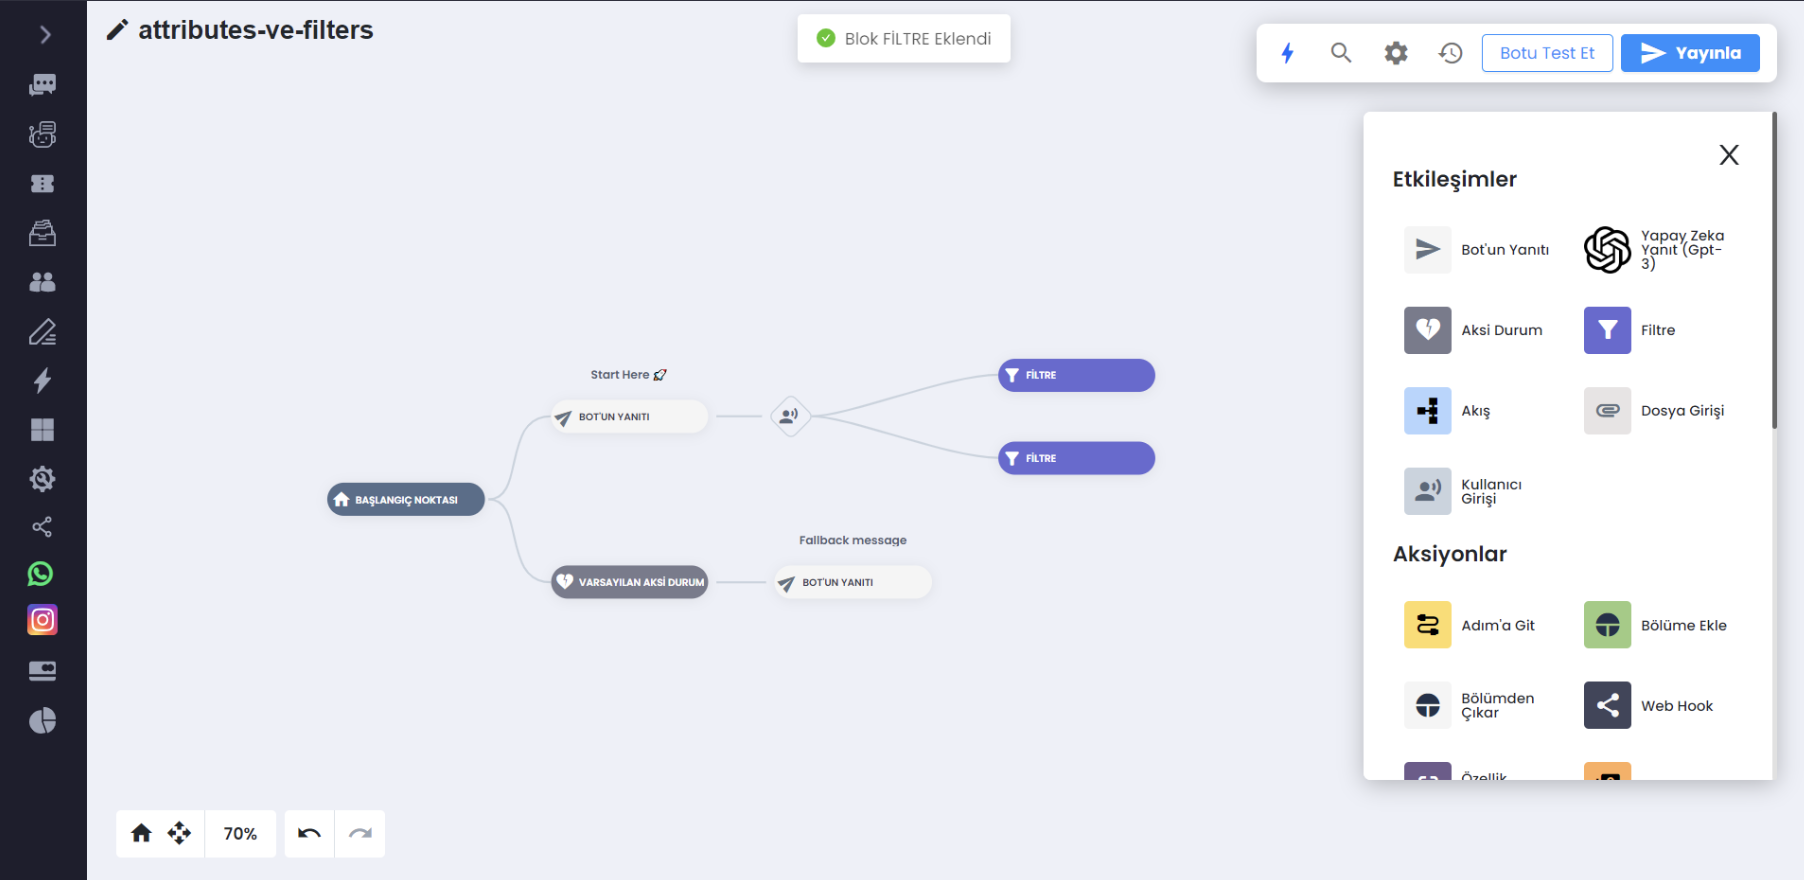 attributes-ve-filters
Blok FİLTRE Eklendi
Botu Test Et
Yayınla
Etkileşimler
Bot'un Yanıtı
Yapay Zeka
Yanıt (Gpt-
3)
Aksi Durum
Filtre
Akış
Dosya Girişi
Kullanıcı
Girişi
Aksiyonlar
Adım'a Git
Bölüme Ekle
Bölümden
Çıkar
Web Hook
Özellik
Start Here 🚀
BOT'UN YANITI
FİLTRE
FİLTRE
BAŞLANGIÇ NOKTASI
Fallback message
VARSAYILAN AKSİ DURUM
BOT'UN YANITI
70%